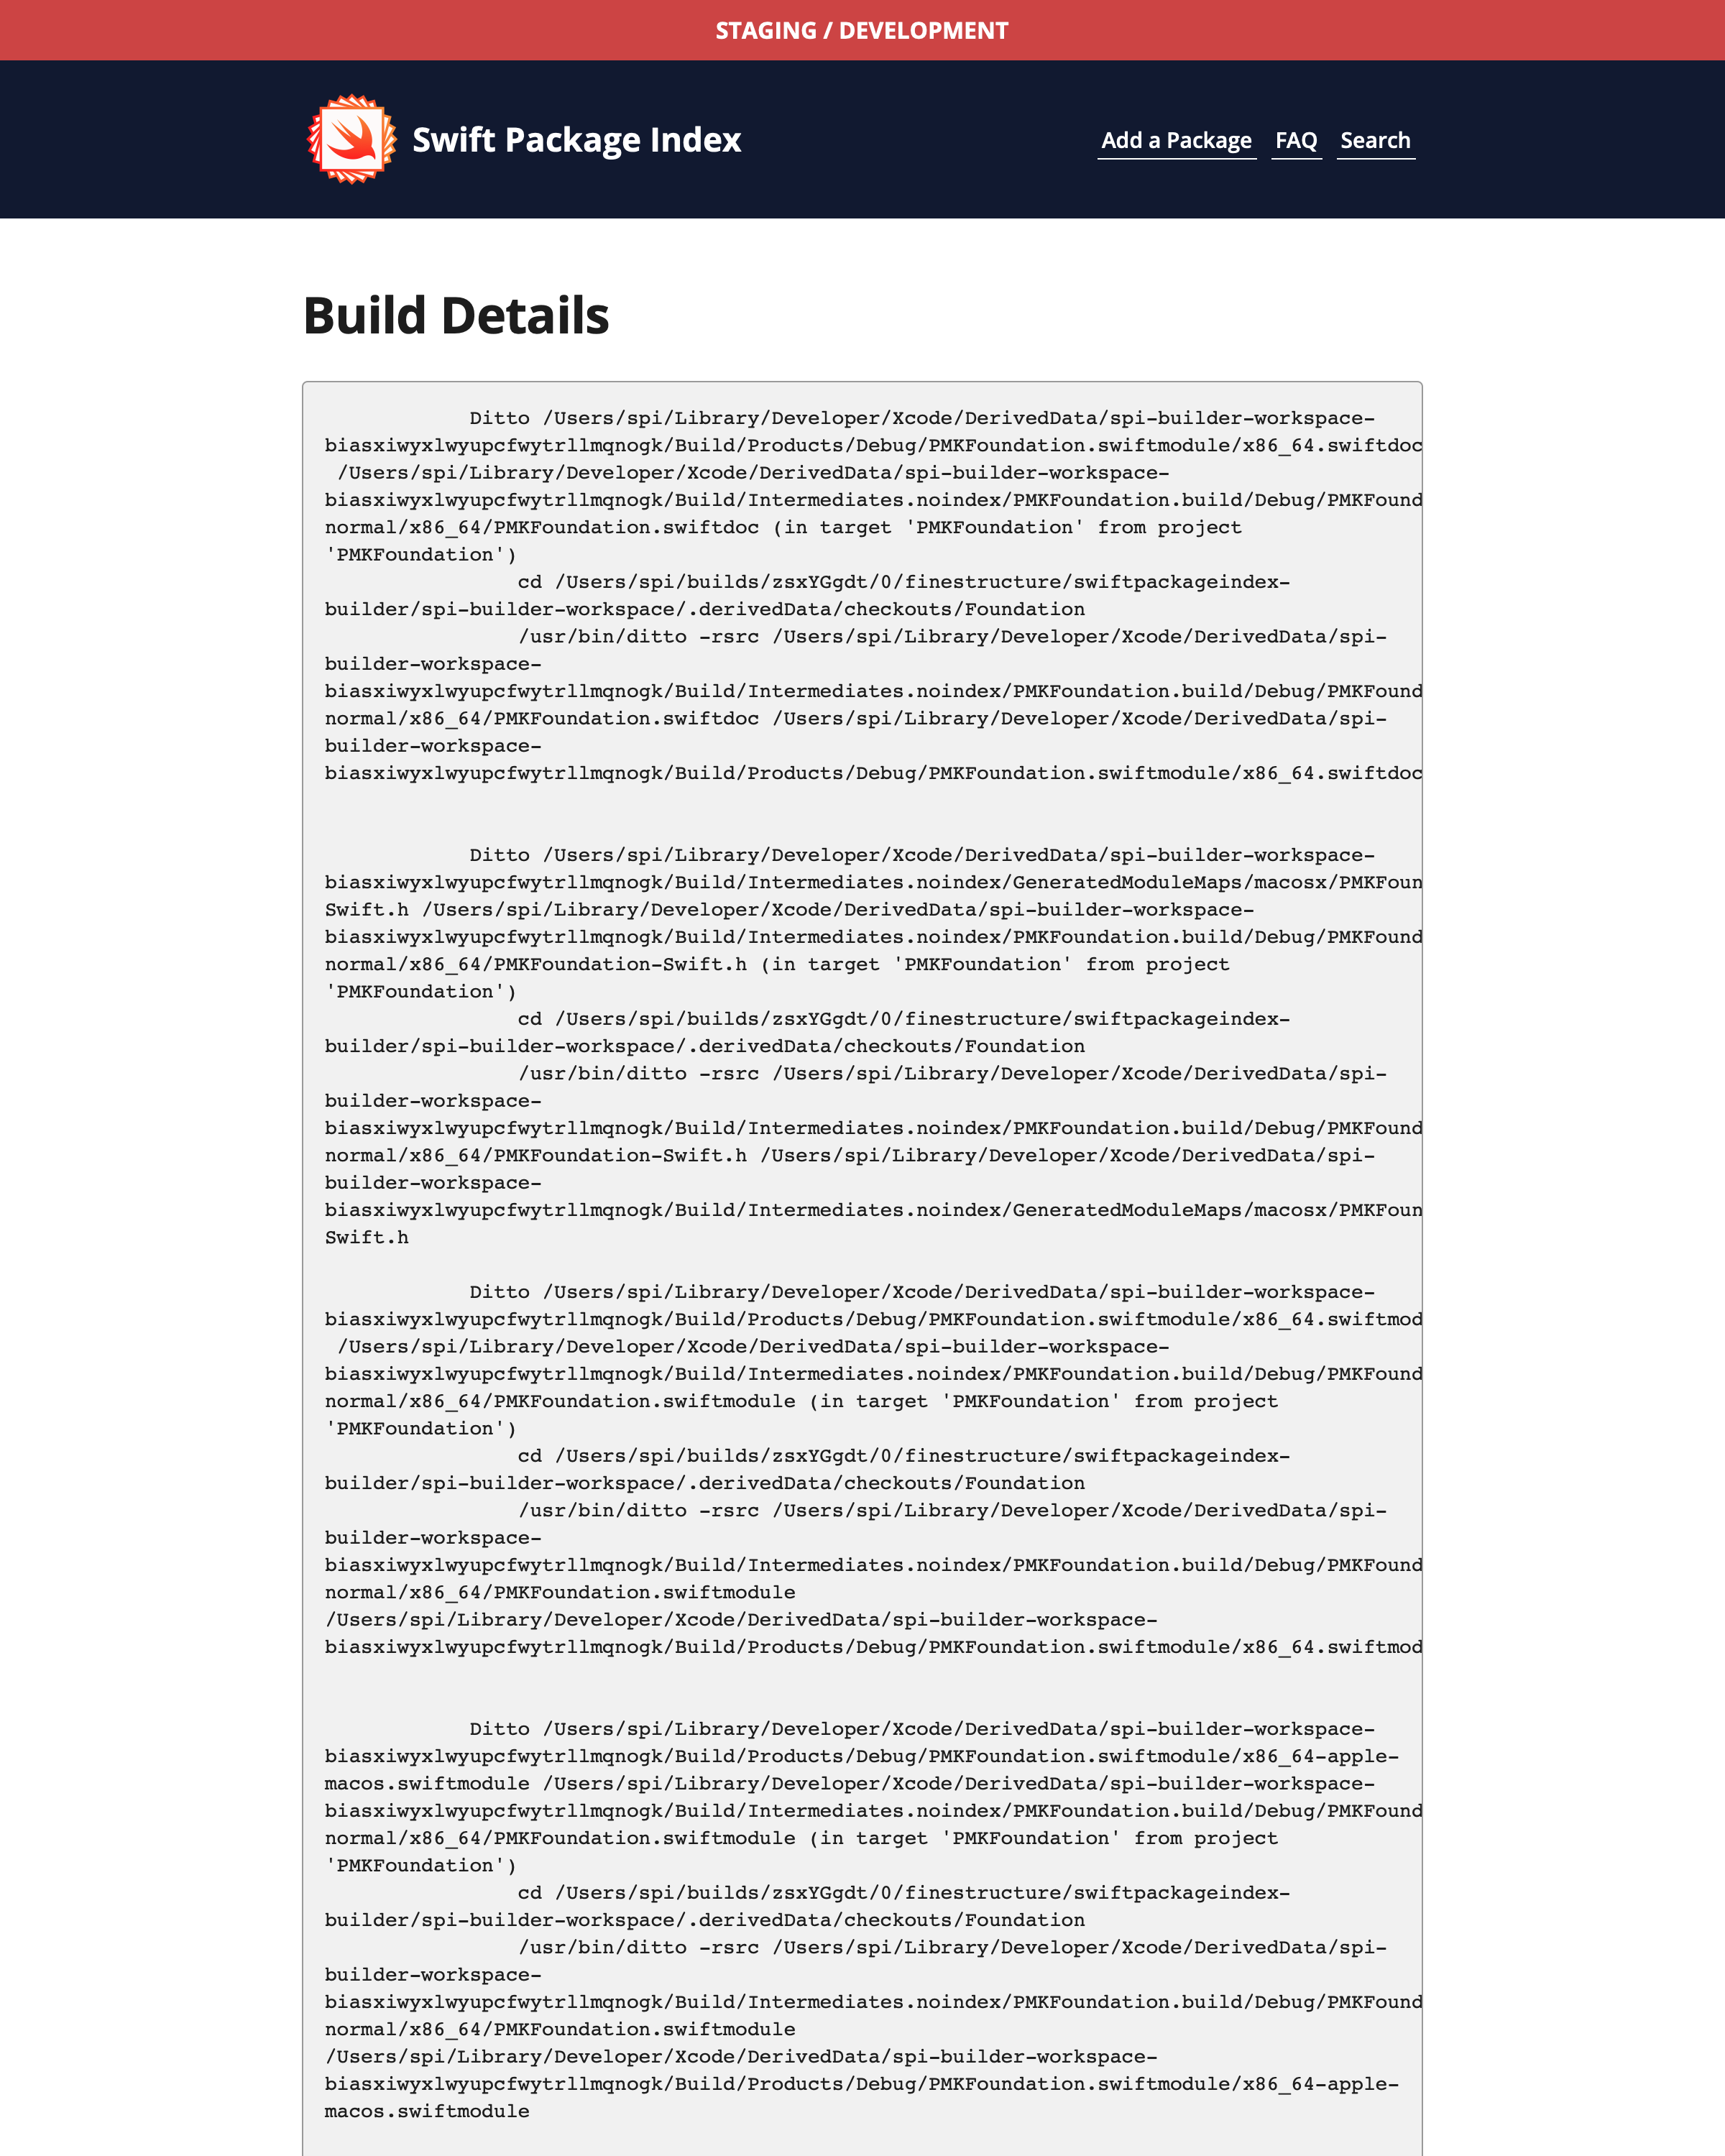 STAGING / DEVELOPMENT
Swift Package Index
Add a Package FAQ Search
Build Details
Ditto /Users/spi/Library/Developer/Xcode/DerivedData/spi-builder-workspace-
biasxiwyxlwyupcfwytrllmqnogk/Build/Products/Debug/PMKFoundation.swiftmodule/x86_64.swiftdoc
/Users/spi/Library/Developer/Xcode/DerivedData/spi-builder-workspace-
biasxiwyxlwyupcfwytrllmqnogk/Build/Intermediates.noindex/PMKFoundation.build/Debug/PMKFound
normal/x86_64/PMKFoundation.swiftdoc (in target 'PMKFoundation' from project
'PMKFoundation')
cd /Users/spi/builds/zsxYGgdt/0/finestructure/swiftpackageindex-
builder/spi-builder-workspace/.derivedData/checkouts/Foundation
/usr/bin/ditto -rsrc /Users/spi/Library/Developer/Xcode/DerivedData/spi-
builder-workspace-
biasxiwyxlwyupcfwytrllmqnogk/Build/Intermediates.noindex/PMKFoundation.build/Debug/PMKFound
normal/x86_64/PMKFoundation.swiftdoc /Users/spi/Library/Developer/Xcode/DerivedData/spi-
builder-workspace-
biasxiwyxlwyupcfwytrllmqnogk/Build/Products/Debug/PMKFoundation.swiftmodule/x86_64.swiftdoc
Ditto /Users/spi/Library/Developer/Xcode/DerivedData/spi-builder-workspace-
biasxiwyxlwyupcfwytrllmqnogk/Build/Intermediates.noindex/GeneratedModuleMaps/macosx/PMKFoun
Swift.h /Users/spi/Library/Developer/Xcode/DerivedData/spi-builder-workspace-
biasxiwyxlwyupcfwytrllmqnogk/Build/Intermediates.noindex/PMKFoundation.build/Debug/PMKFound
normal/x86_64/PMKFoundation-Swift.h (in target 'PMKFoundation' from project
'PMKFoundation')
cd /Users/spi/builds/zsxYGgdt/0/finestructure/swiftpackageindex-
builder/spi-builder-workspace/.derivedData/checkouts/Foundation
/usr/bin/ditto -rsrc /Users/spi/Library/Developer/Xcode/DerivedData/spi-
builder-workspace-
biasxiwyxlwyupcfwytrllmqnogk/Build/Intermediates.noindex/PMKFoundation.build/Debug/PMKFound
normal/x86_64/PMKFoundation-Swift.h /Users/spi/Library/Developer/Xcode/DerivedData/spi-
builder-workspace-
biasxiwyxlwyupcfwytrllmqnogk/Build/Intermediates.noindex/GeneratedModuleMaps/macosx/PMKFoun
Swift.h
Ditto /Users/spi/Library/Developer/Xcode/DerivedData/spi-builder-workspace-
biasxiwyxlwyupcfwytrllmqnogk/Build/Products/Debug/PMKFoundation.swiftmodule/x86_64.swiftmod
/Users/spi/Library/Developer/Xcode/DerivedData/spi-builder-workspace-
biasxiwyxlwyupcfwytrllmqnogk/Build/Intermediates.noindex/PMKFoundation.build/Debug/PMKFound
normal/x86_64/PMKFoundation.swiftmodule (in target 'PMKFoundation' from project
'PMKFoundation')
cd /Users/spi/builds/zsxYGgdt/0/finestructure/swiftpackageindex-
builder/spi-builder-workspace/.derivedData/checkouts/Foundation
/usr/bin/ditto -rsrc /Users/spi/Library/Developer/Xcode/DerivedData/spi-
builder-workspace-
biasxiwyxlwyupcfwytrllmqnogk/Build/Intermediates.noindex/PMKFoundation.build/Debug/PMKFound
normal/x86_64/PMKFoundation.swiftmodule
/Users/spi/Library/Developer/Xcode/DerivedData/spi-builder-workspace-
biasxiwyxlwyupcfwytrllmqnogk/Build/Products/Debug/PMKFoundation.swiftmodule/x86_64.swiftmod
Ditto /Users/spi/Library/Developer/Xcode/DerivedData/spi-builder-workspace-
biasxiwyxlwyupcfwytrllmqnogk/Build/Products/Debug/PMKFoundation.swiftmodule/x86_64-apple-
macos.swiftmodule /Users/spi/Library/Developer/Xcode/DerivedData/spi-builder-workspace-
biasxiwyxlwyupcfwytrllmqnogk/Build/Intermediates.noindex/PMKFoundation.build/Debug/PMKFound
normal/x86_64/PMKFoundation.swiftmodule (in target 'PMKFoundation' from project
'PMKFoundation')
cd /Users/spi/builds/zsxYGgdt/0/finestructure/swiftpackageindex-
builder/spi-builder-workspace/.derivedData/checkouts/Foundation
/usr/bin/ditto -rsrc /Users/spi/Library/Developer/Xcode/DerivedData/spi-
builder-workspace-
biasxiwyxlwyupcfwytrllmqnogk/Build/Intermediates.noindex/PMKFoundation.build/Debug/PMKFound
normal/x86_64/PMKFoundation.swiftmodule
/Users/spi/Library/Developer/Xcode/DerivedData/spi-builder-workspace-
biasxiwyxlwyupcfwytrllmqnogk/Build/Products/Debug/PMKFoundation.swiftmodule/x86_64-apple-
macos.swiftmodule